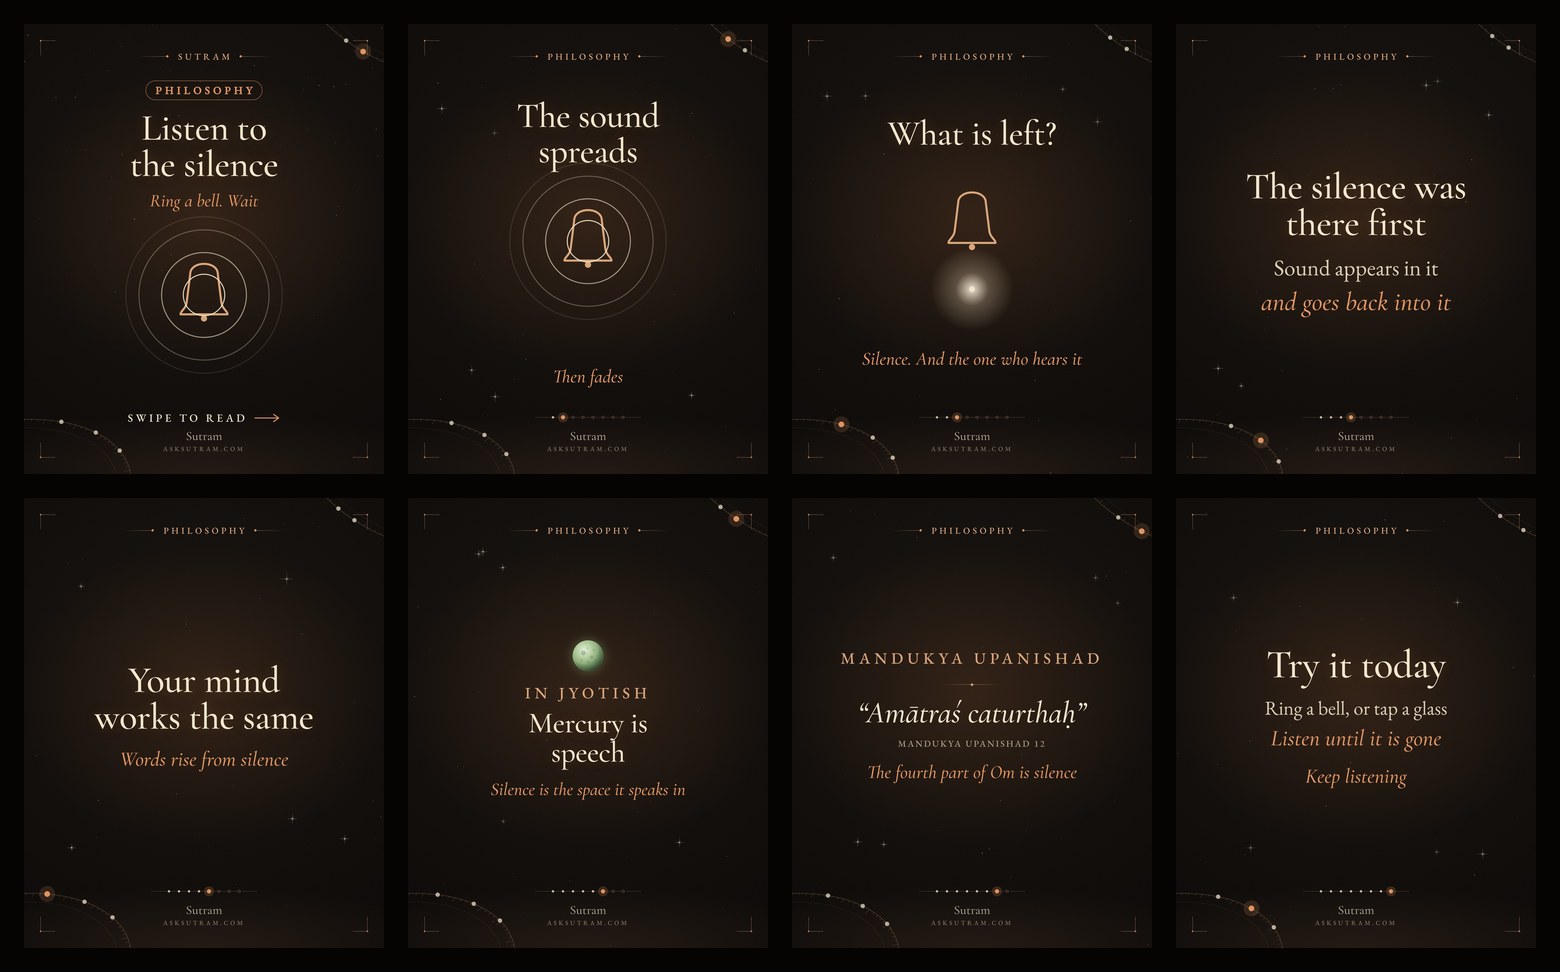 SUTRAM
PHILOSOPHY
Listen to
the silence
Ring a bell. Wait
SWIPE TO READ
Sutram
ASKSUTRAM.COM
PHILOSOPHY
The sound
spreads
Then fades
Sutram
ASKSUTRAM.COM
PHILOSOPHY
What is left?
Silence. And the one who hears it
Sutram
ASKSUTRAM.COM
PHILOSOPHY
The silence was
there first
Sound appears in it
and goes back into it
Sutram
ASKSUTRAM.COM
PHILOSOPHY
Your mind
works the same
Words rise from silence
Sutram
ASKSUTRAM.COM
PHILOSOPHY
IN JYOTISH
Mercury is
speech
Silence is the space it speaks in
Sutram
ASKSUTRAM.COM
PHILOSOPHY
MANDUKYA UPANISHAD
“Amātraś caturthaḥ”
MANDUKYA UPANISHAD 12
The fourth part of Om is silence
Sutram
ASKSUTRAM.COM
PHILOSOPHY
Try it today
Ring a bell, or tap a glass
Listen until it is gone
Keep listening
Sutram
ASKSUTRAM.COM